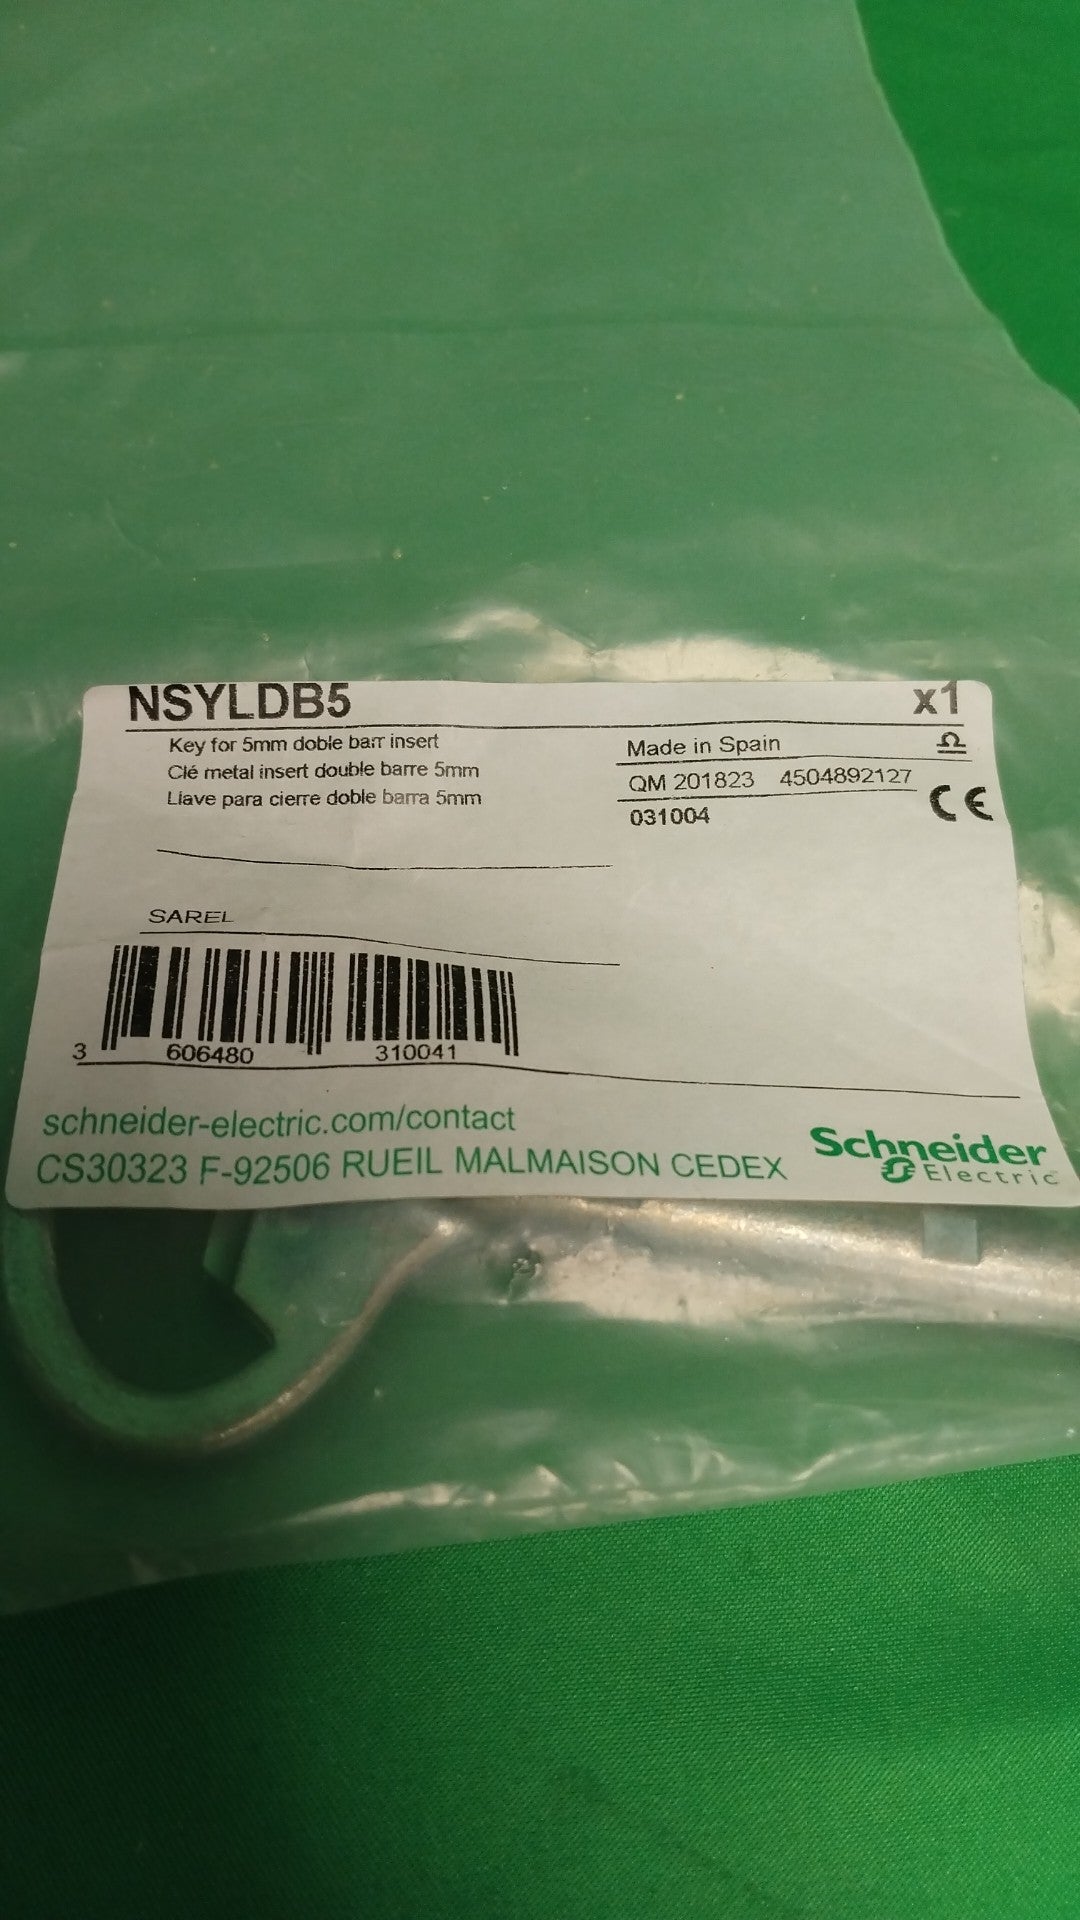 NSYLDB5 x1
Key for 5mm doble barr insert
Clé metal insert double barre 5mm
Llave para cierre doble barra 5mm
Made in Spain
QM 201823 4504892127
031004
CE
SAREL
3 606480 310041
schneider-electric.com/contact
CS30323 F-92506 RUEIL MALMAISON CEDEX
Schneider
Electric